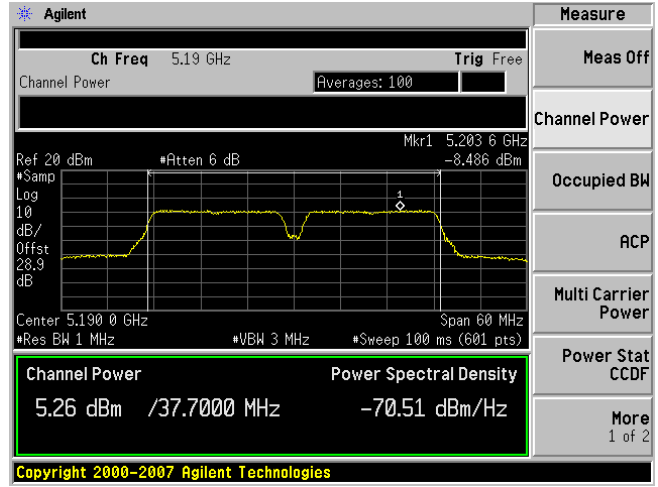 Agilent
Measure
Ch Freq 5.19 GHz Trig Free
Channel Power Averages: 100
Mkr1 5.203 6 GHz
Ref 20 dBm #Atten 6 dB -8.486 dBm
#Samp
Log
10
dB/
Offst
28.9
dB
1
Center 5.190 0 GHz Span 60 MHz
#Res BW 1 MHz #VBW 3 MHz #Sweep 100 ms (601 pts)
Channel Power Power Spectral Density
5.26 dBm /37.7000 MHz -70.51 dBm/Hz
Copyright 2000-2007 Agilent Technologies
Meas Off
Channel Power
Occupied BW
ACP
Multi Carrier
Power
Power Stat
CCDF
More
1 of 2